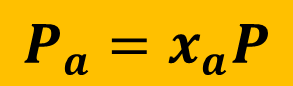 Pₐ = xₐP